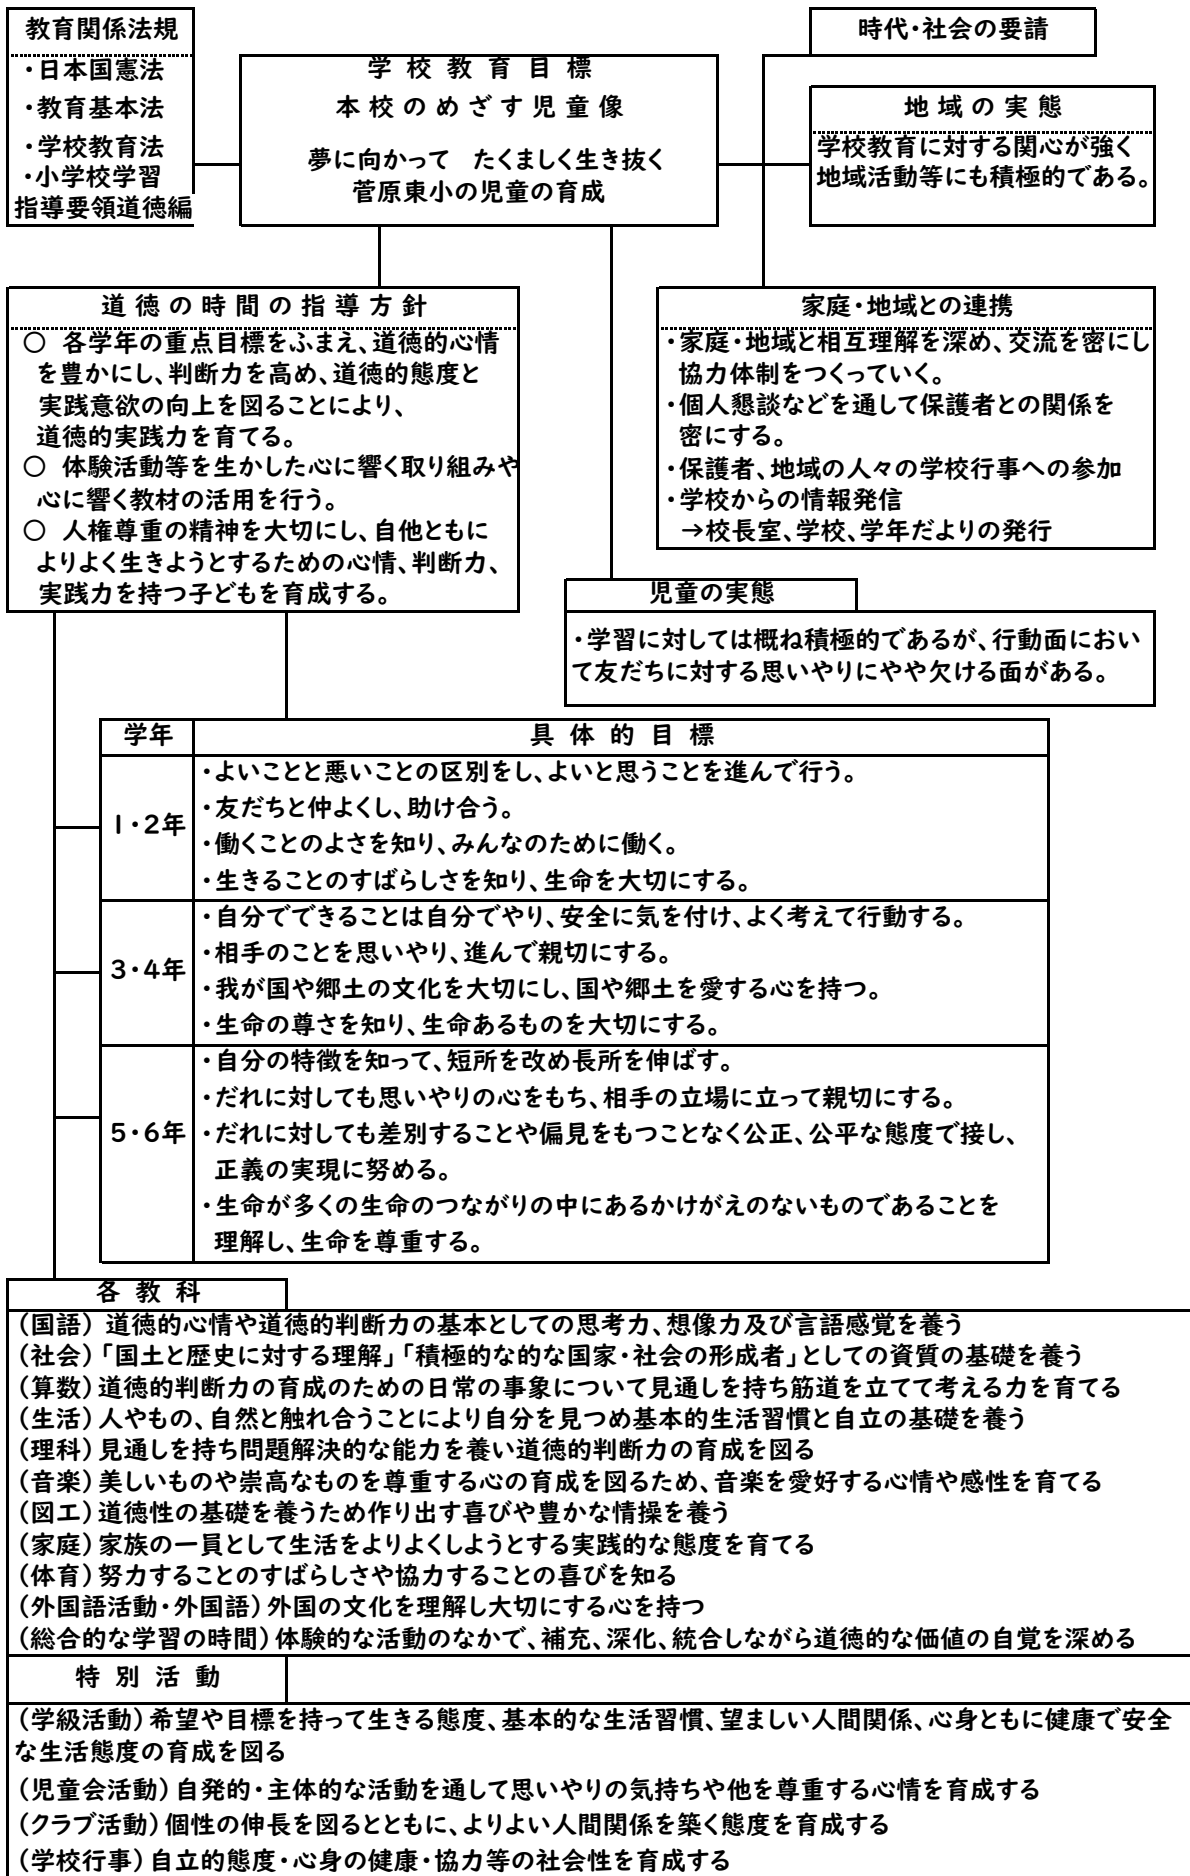 教育関係法規
・日本国憲法
・教育基本法
・学校教育法
・小学校学習
指導要領道徳編
学校教育目標
本校のめざす児童像
夢に向かって　たくましく生き抜く
菅原東小の児童の育成
時代・社会の要請
地域の実態
学校教育に対する関心が強く
地域活動等にも積極的である。
道徳の時間の指導方針
○ 各学年の重点目標をふまえ、道徳的心情
を豊かにし、判断力を高め、道徳的態度と
実践意欲の向上を図ることにより、
道徳的実践力を育てる。
○ 体験活動等を生かした心に響く取り組みや
心に響く教材の活用を行う。
○ 人権尊重の精神を大切にし、自他ともに
よりよく生きようとするための心情、判断力、
実践力を持つ子どもを育成する。
家庭・地域との連携
・家庭・地域と相互理解を深め、交流を密にし
協力体制をつくっていく。
・個人懇談などを通して保護者との関係を
密にする。
・保護者、地域の人々の学校行事への参加
・学校からの情報発信
→校長室、学校、学年だよりの発行
児童の実態
・学習に対しては概ね積極的であるが、行動面におい
て友だちに対する思いやりにやや欠ける面がある。
学年 具体的目標
1・2年
・よいことと悪いことの区別をし、よいと思うことを進んで行う。
・友だちと仲よくし、助け合う。
・働くことのよさを知り、みんなのために働く。
・生きることのすばらしさを知り、生命を大切にする。
3・4年
・自分でできることは自分でやり、安全に気を付け、よく考えて行動する。
・相手のことを思いやり、進んで親切にする。
・我が国や郷土の文化を大切にし、国や郷土を愛する心を持つ。
・生命の尊さを知り、生命あるものを大切にする。
5・6年
・自分の特徴を知って、短所を改め長所を伸ばす。
・だれに対しても思いやりの心をもち、相手の立場に立って親切にする。
・だれに対しても差別することや偏見をもつことなく公正、公平な態度で接し、
正義の実現に努める。
・生命が多くの生命のつながりの中にあるかけがえのないものであることを
理解し、生命を尊重する。
各教科
（国語） 道徳的心情や道徳的判断力の基本としての思考力、想像力及び言語感覚を養う
（社会）「国土と歴史に対する理解」「積極的な的な国家・社会の形成者」としての資質の基礎を養う
（算数）道徳的判断力の育成のための日常の事象について見通しを持ち筋道を立てて考える力を育てる
（生活）人やもの、自然と触れ合うことにより自分を見つめ基本的生活習慣と自立の基礎を養う
（理科）見通しを持ち問題解決的な能力を養い道徳的判断力の育成を図る
（音楽）美しいものや崇高なものを尊重する心の育成を図るため、音楽を愛好する心情や感性を育てる
（図工）道徳性の基礎を養うため作り出す喜びや豊かな情操を養う
（家庭）家族の一員として生活をよりよくしようとする実践的な態度を育てる
（体育）努力することのすばらしさや協力することの喜びを知る
（外国語活動・外国語）外国の文化を理解し大切にする心を持つ
（総合的な学習の時間）体験的な活動のなかで、補充、深化、統合しながら道徳的な価値の自覚を深める
特別活動
（学級活動）希望や目標を持って生きる態度、基本的な生活習慣、望ましい人間関係、心身ともに健康で安全
な生活態度の育成を図る
（児童会活動）自発的・主体的な活動を通して思いやりの気持ちや他を尊重する心情を育成する
（クラブ活動）個性の伸長を図るとともに、よりよい人間関係を築く態度を育成する
（学校行事）自立的態度・心身の健康・協力等の社会性を育成する